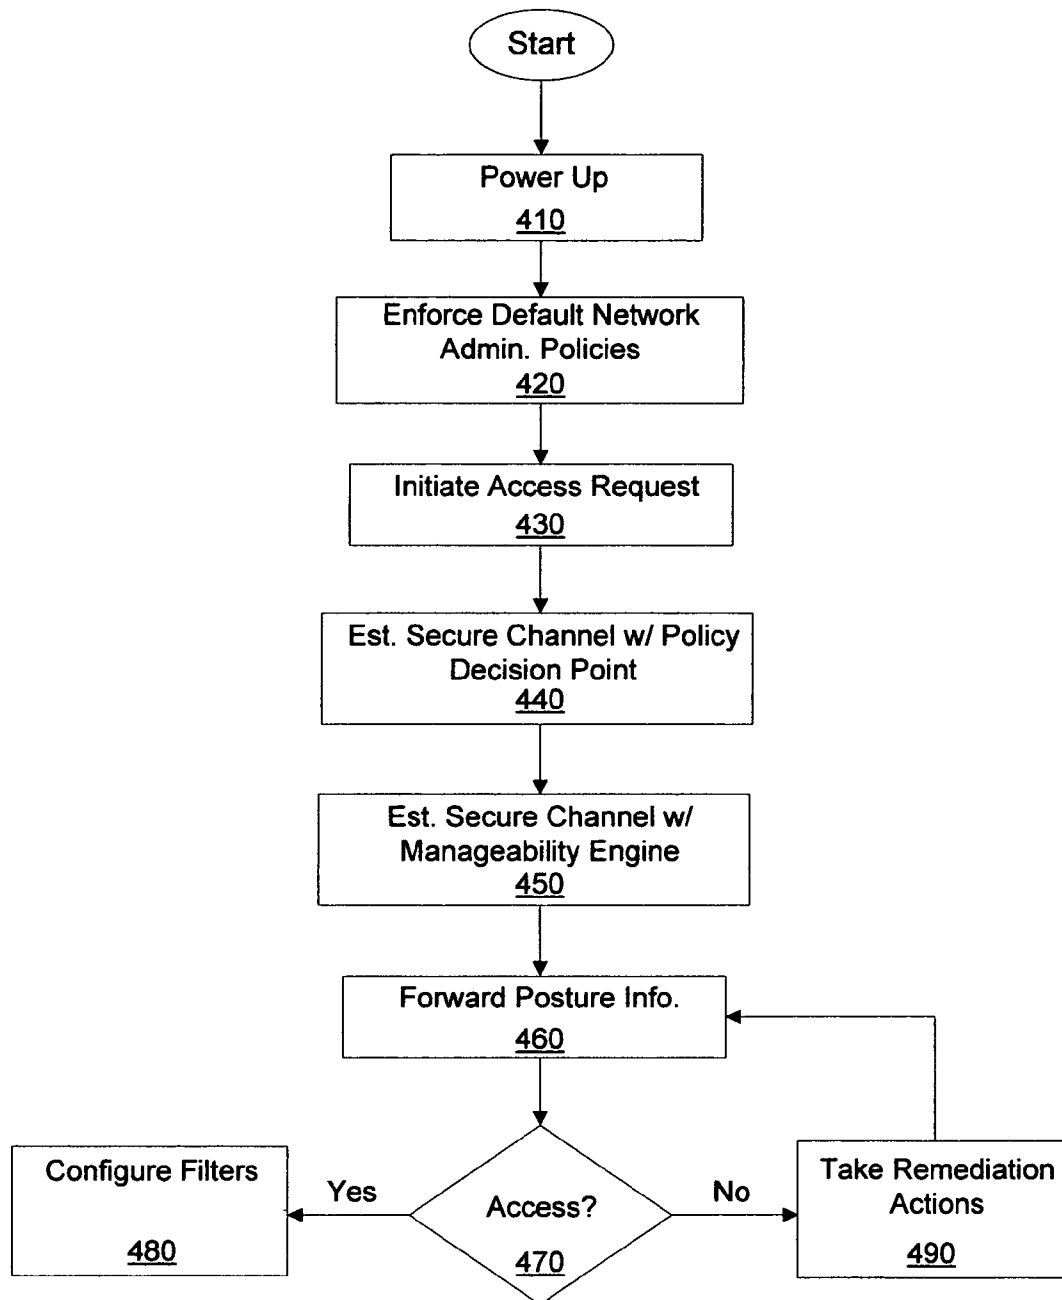 Start
Power Up
410
Enforce Default Network
Admin. Policies
420
Initiate Access Request
430
Est. Secure Channel w/ Policy
Decision Point
440
Est. Secure Channel w/
Manageability Engine
450
Forward Posture Info.
460
Configure Filters
480
Yes
Access?
470
No
Take Remediation
Actions
490